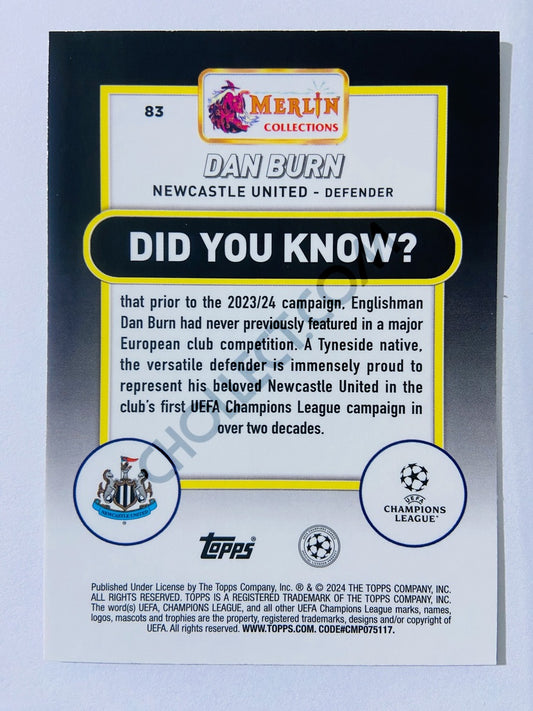 83
MERLIN
COLLECTIONS
DAN BURN
NEWCASTLE UNITED - DEFENDER
DID YOU KNOW?
that prior to the 2023/24 campaign, Englishman
Dan Burn had never previously featured in a major
European club competition. A Tyneside native,
the versatile defender is immensely proud to
represent his beloved Newcastle United in the
club's first UEFA Champions League campaign in
over two decades.
NEWCASTLE UNITED
®
UEFA
CHAMPIONS
LEAGUE
topps®
Published Under License by The Topps Company, Inc. ® & © 2024 THE TOPPS COMPANY, INC.
ALL RIGHTS RESERVED. TOPPS IS A REGISTERED TRADEMARK OF THE TOPPS COMPANY, INC.
The word(s) UEFA, CHAMPIONS LEAGUE, and all other UEFA Champions League marks, names,
logos, mascots and trophies are the property, registered trademarks, designs and/or copyright of
UEFA. All rights reserved. WWW.TOPPS.COM. CODE#CMP075117.
CHOLLECT.COM